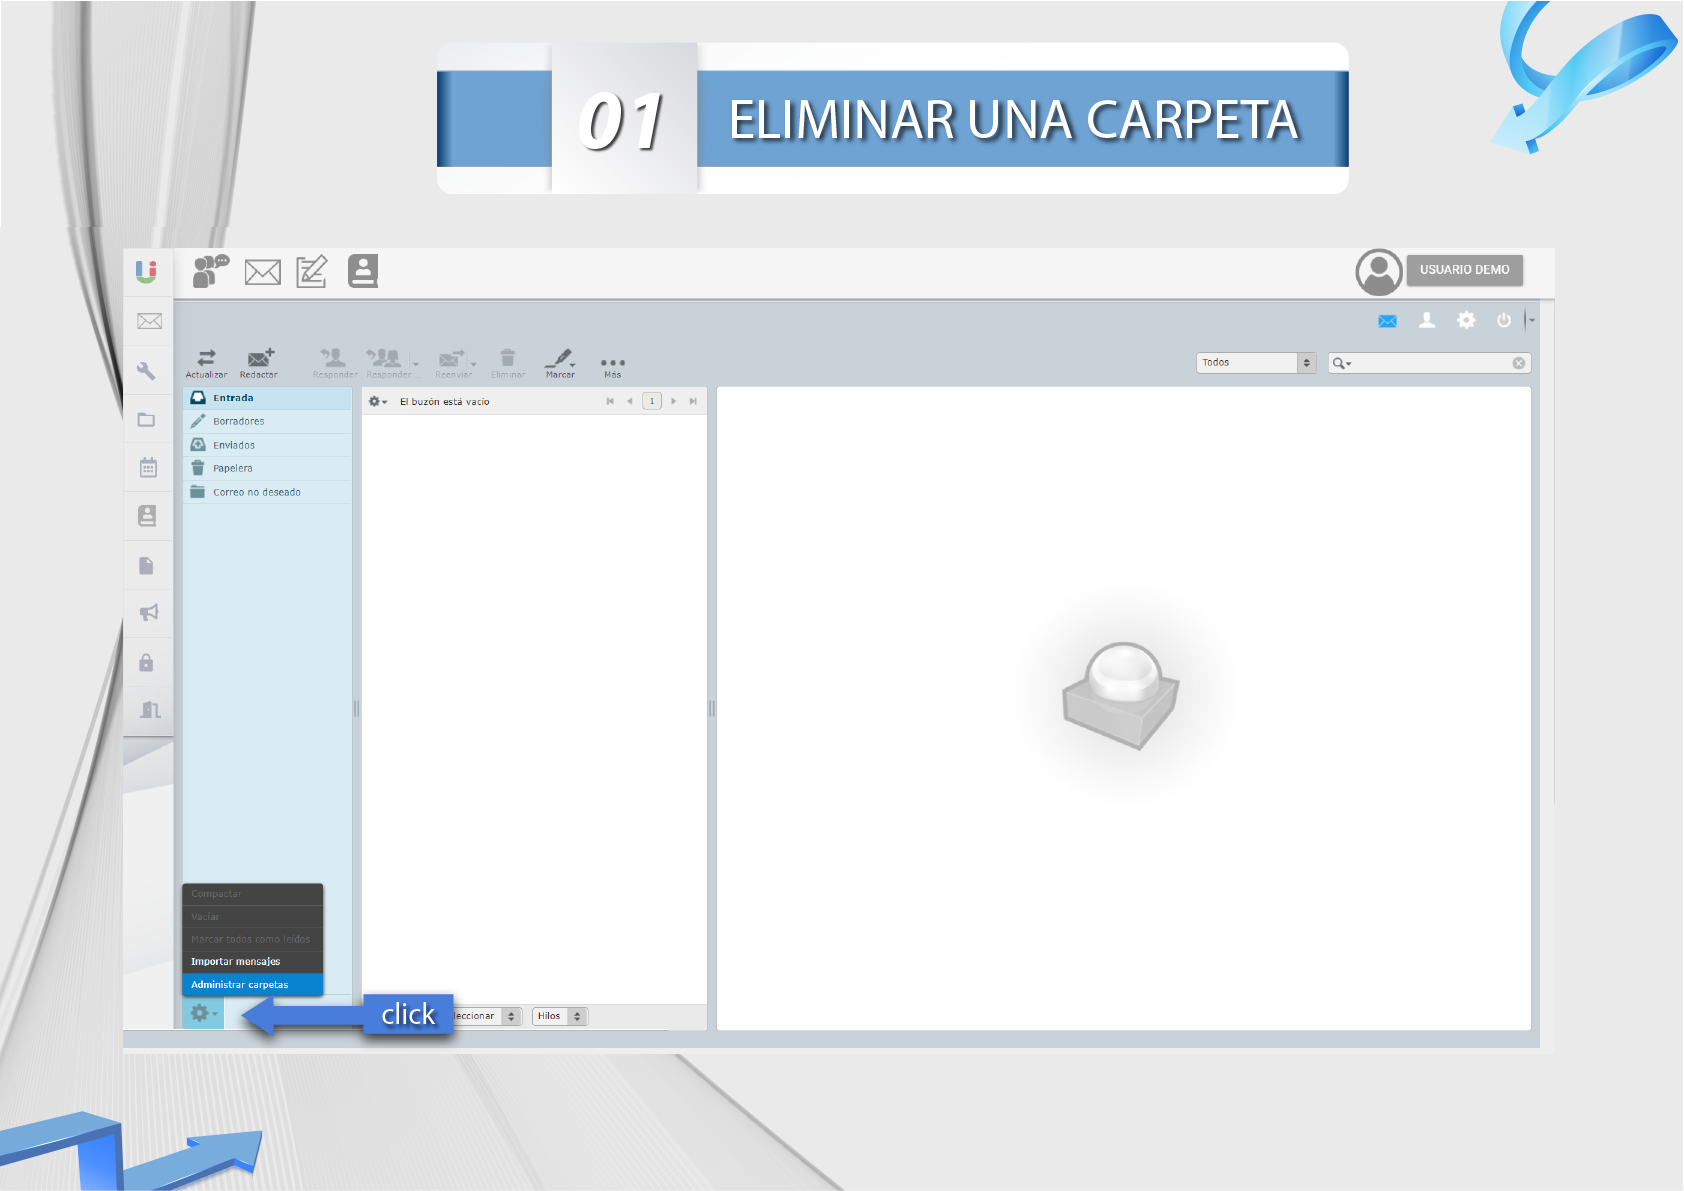 01 ELIMINAR UNA CARPETA
USUARIO DEMO
Actualizar Redactar Responder Responder ... Reenviar Eliminar Marcar Más
Todos
Entrada
Borradores
Enviados
Papelera
Correo no deseado
El buzón está vacío
1
Compactar
Vaciar
Marcar todos como leídos
Importar mensajes
Administrar carpetas
click
leccionar
Hilos